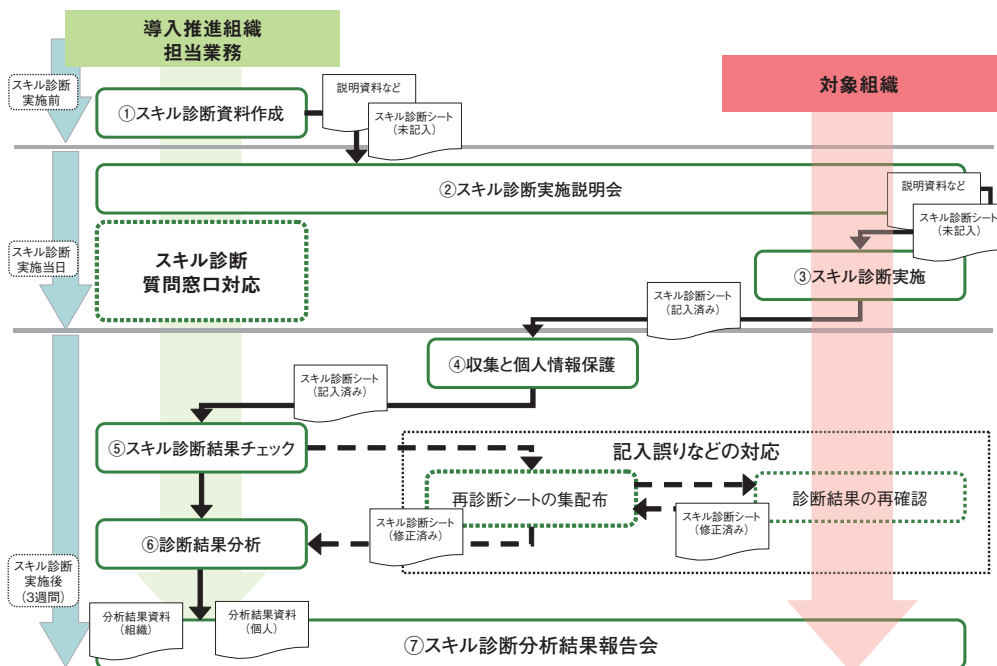 導入推進組織
担当業務
対象組織
スキル診断
実施前
①スキル診断資料作成
説明資料など
スキル診断シート
(未記入)
②スキル診断実施説明会
説明資料など
スキル診断シート
(未記入)
スキル診断
実施当日
スキル診断
質問窓口対応
③スキル診断実施
スキル診断シート
(記入済み)
④収集と個人情報保護
スキル診断シート
(記入済み)
⑤スキル診断結果チェック
記入誤りなどの対応
再診断シートの集配布
診断結果の再確認
スキル診断シート
(修正済み)
スキル診断シート
(修正済み)
⑥診断結果分析
スキル診断
実施後
(3週間)
分析結果資料
(組織)
分析結果資料
(個人)
⑦スキル診断分析結果報告会